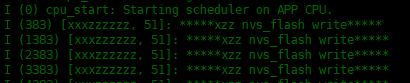 I (0) cpu_start: Starting scheduler on APP CPU.
I (383) [xxxzzzzzz, 51]: *****xzz nvs_flash write*****
I (1383) [xxxzzzzzz, 51]: *****xzz nvs_flash write*****
I (2383) [xxxzzzzzz, 51]: *****xzz nvs_flash write*****
I (3383) [xxxzzzzzz, 51]: *****xzz nvs_flash write*****